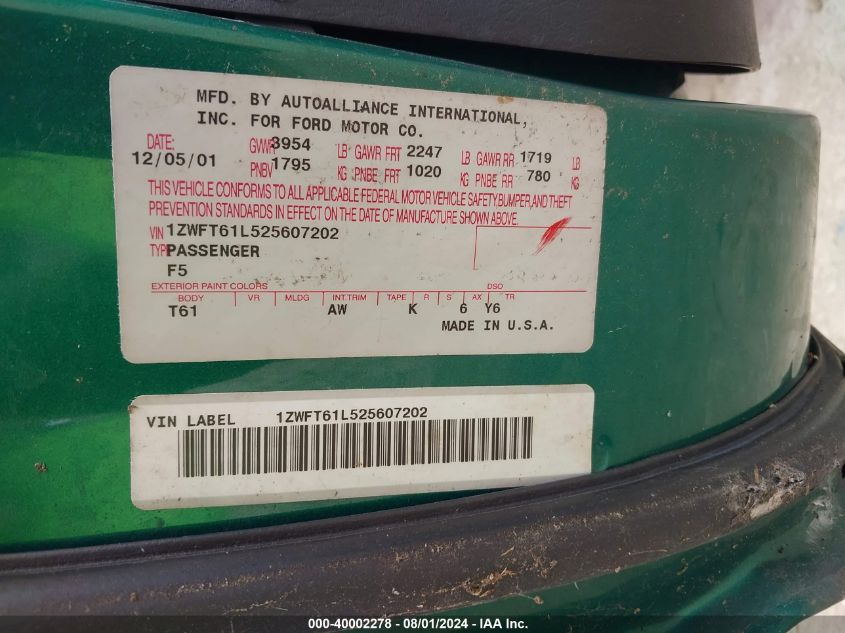 MFD. BY AUTOALLIANCE INTERNATIONAL,
INC. FOR FORD MOTOR CO.
DATE: GVWR 3954 LB GAWR FRT 2247 LB GAWR RR 1719 LB
12/05/01 PNBV 1795 KG PNBE FRT 1020 KG PNBE RR 780 KG
THIS VEHICLE CONFORMS TO ALL APPLICABLE FEDERAL MOTOR VEHICLE SAFETY, BUMPER, AND THEFT
PREVENTION STANDARDS IN EFFECT ON THE DATE OF MANUFACTURE SHOWN ABOVE.
VIN 1ZWFT61L525607202
TYPE PASSENGER
F5
EXTERIOR PAINT COLORS DSO
BODY VR MLDG INT.TRIM TAPE R S AX TR
T61 AW K 6 Y6
MADE IN U.S.A.
VIN LABEL 1ZWFT61L525607202
000-40002278 - 08/01/2024 - IAA Inc.